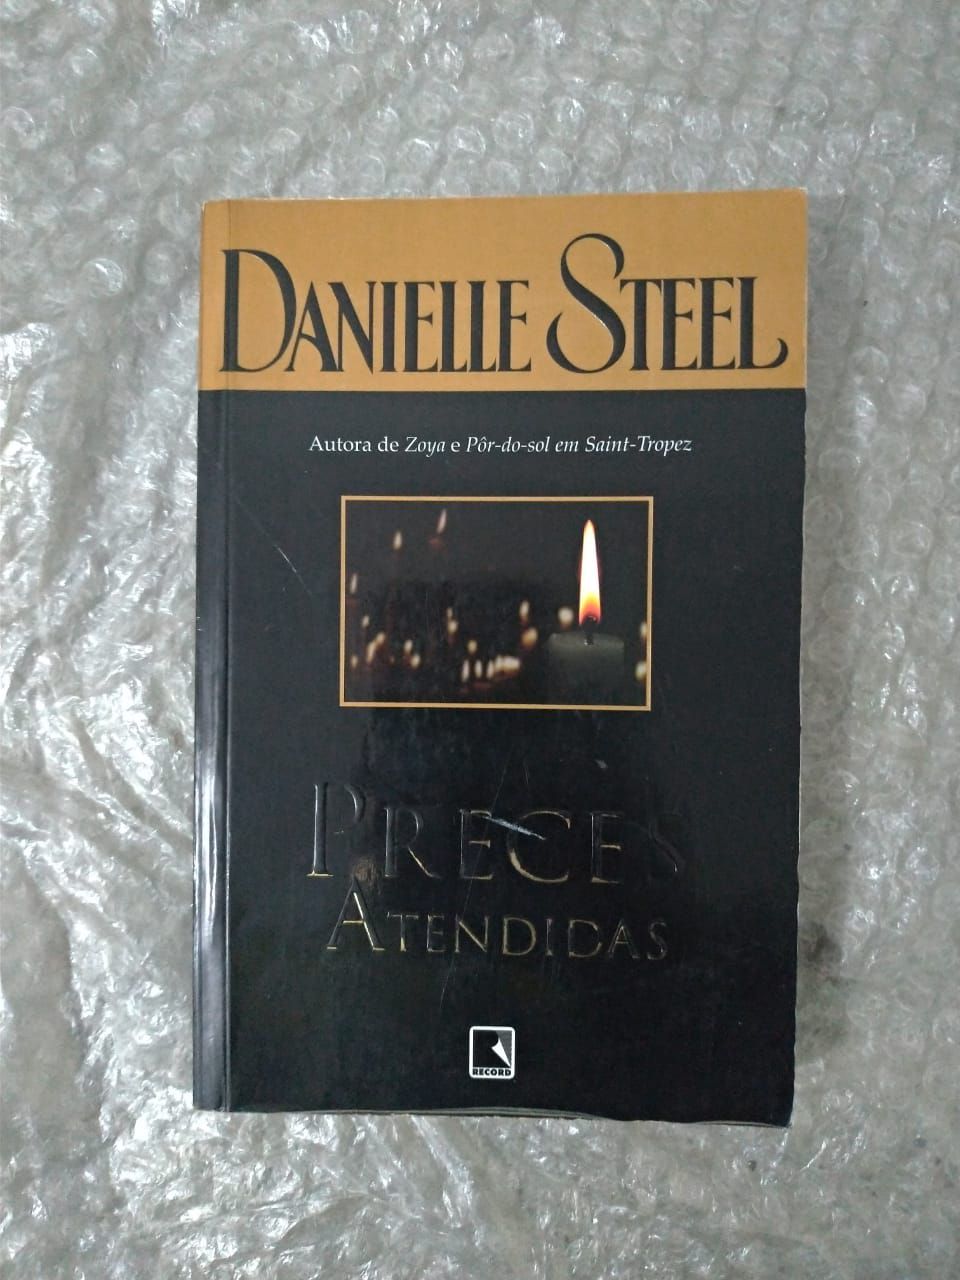 DANIELLE STEEL
Autora de Zoya e Pôr-do-sol em Saint-Tropez
PRECES
ATENDIDAS
RECORD